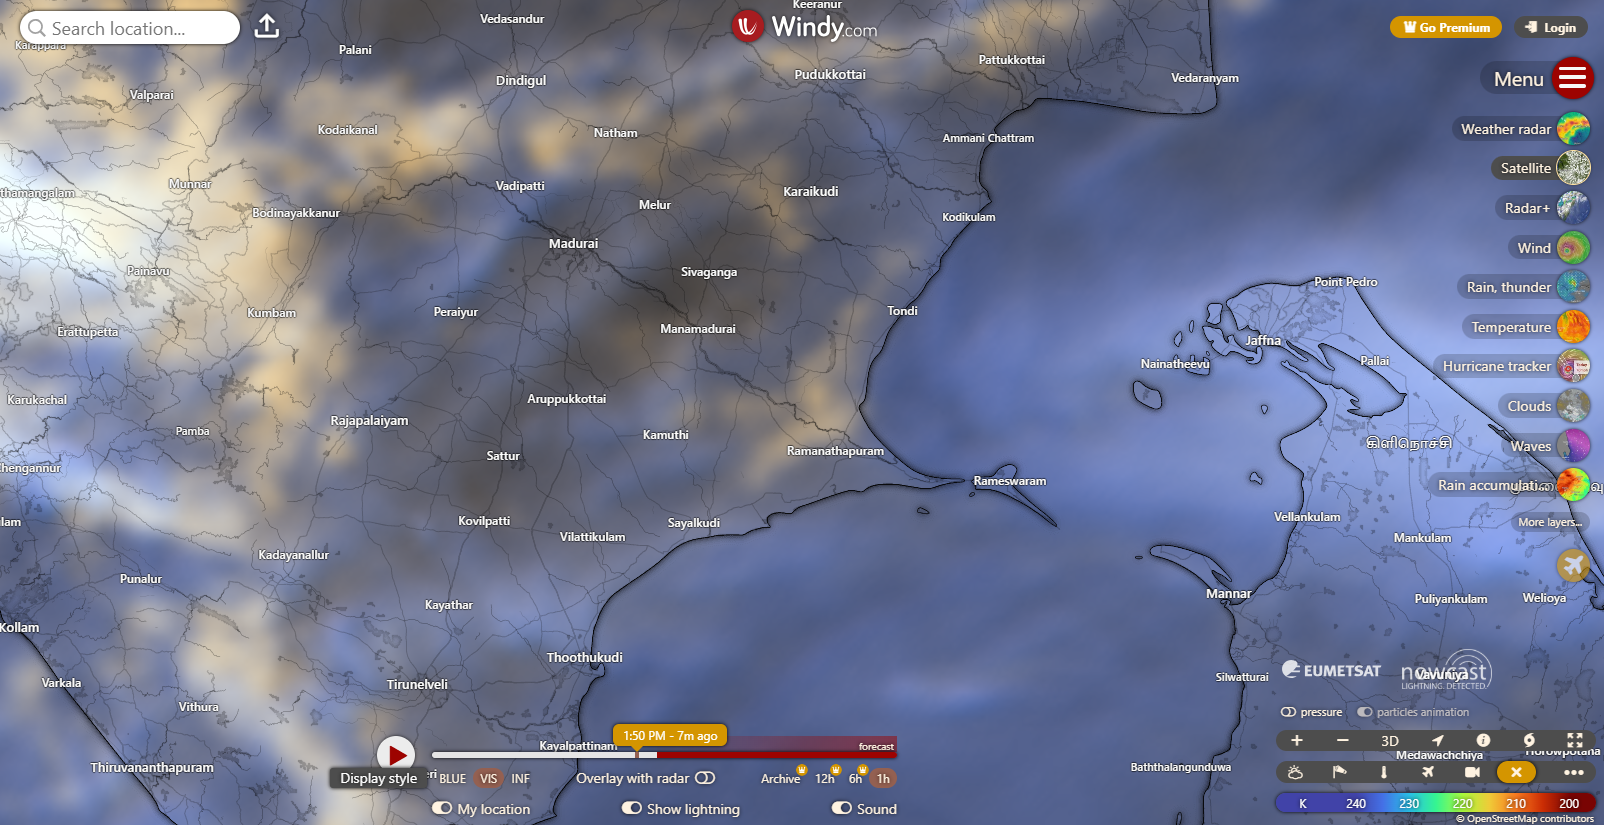 Search location...
Windy.com
Go Premium
Login
Menu
Weather radar
Satellite
Radar+
Wind
Rain, thunder
Temperature
Hurricane tracker
Clouds
Waves
Rain accumulati...
More layers...
Keeranur
Vedasandur
Karappara
Palani
Pattukkottai
Dindigul
Pudukkottai
Vedaranyam
Valparai
Kodaikanal
Natham
Ammani Chattram
Munnar
Vadipatti
Karaikudi
thamangalam
Melur
Bodinayakkanur
Kodikulam
Madurai
Painavu
Sivaganga
Point Pedro
Kumbam
Peraiyur
Tondi
Erattupetta
Manamadurai
Jaffna
Nainatheevu
Pallai
Karukachal
Aruppukkottai
Rajapalaiyam
Pamba
Kamuthi
கிளிநொச்சி
Sattur
Ramanathapuram
hengannur
Rameswaram
lam
Kovilpatti
Sayalkudi
Vellankulam
Vilattikulam
Mankulam
Kadayanallur
Punalur
Mannar
Puliyankulam
Welioya
Kayathar
Kollam
Thoothukudi
Varkala
Tirunelveli
Silwatturai
Vavuniya
Vithura
EUMETSAT
nowcast
LIGHTNING DETECTED
pressure
particles animation
1:50 PM - 7m ago
Kayalpattinam
forecast
3D
Medawachchiya
Horowpotana
Thiruvananthapuram
Baththalangunduwa
Display style
eri
BLUE
VIS
INF
Overlay with radar
Archive
12h
6h
1h
My location
Show lightning
Sound
K 240 230 220 210 200
© OpenStreetMap contributors